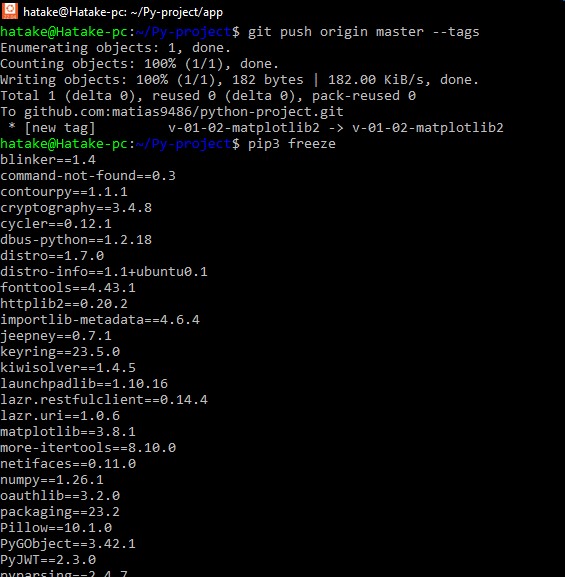 hatake@Hatake-pc: ~/Py-project/app
hatake@Hatake-pc:~/Py-project$ git push origin master --tags
Enumerating objects: 1, done.
Counting objects: 100% (1/1), done.
Writing objects: 100% (1/1), 182 bytes | 182.00 KiB/s, done.
Total 1 (delta 0), reused 0 (delta 0), pack-reused 0
To github.com:matias9486/python-project.git
 * [new tag]         v-01-02-matplotlib2 -> v-01-02-matplotlib2
hatake@Hatake-pc:~/Py-project$ pip3 freeze
blinker==1.4
command-not-found==0.3
contourpy==1.1.1
cryptography==3.4.8
cycler==0.12.1
dbus-python==1.2.18
distro==1.7.0
distro-info==1.1+ubuntu0.1
fonttools==4.43.1
httplib2==0.20.2
importlib-metadata==4.6.4
jeepney==0.7.1
keyring==23.5.0
kiwisolver==1.4.5
launchpadlib==1.10.16
lazr.restfulclient==0.14.4
lazr.uri==1.0.6
matplotlib==3.8.1
more-itertools==8.10.0
netifaces==0.11.0
numpy==1.26.1
oauthlib==3.2.0
packaging==23.2
Pillow==10.1.0
PyGObject==3.42.1
PyJWT==2.3.0
pyparsing==2.4.7